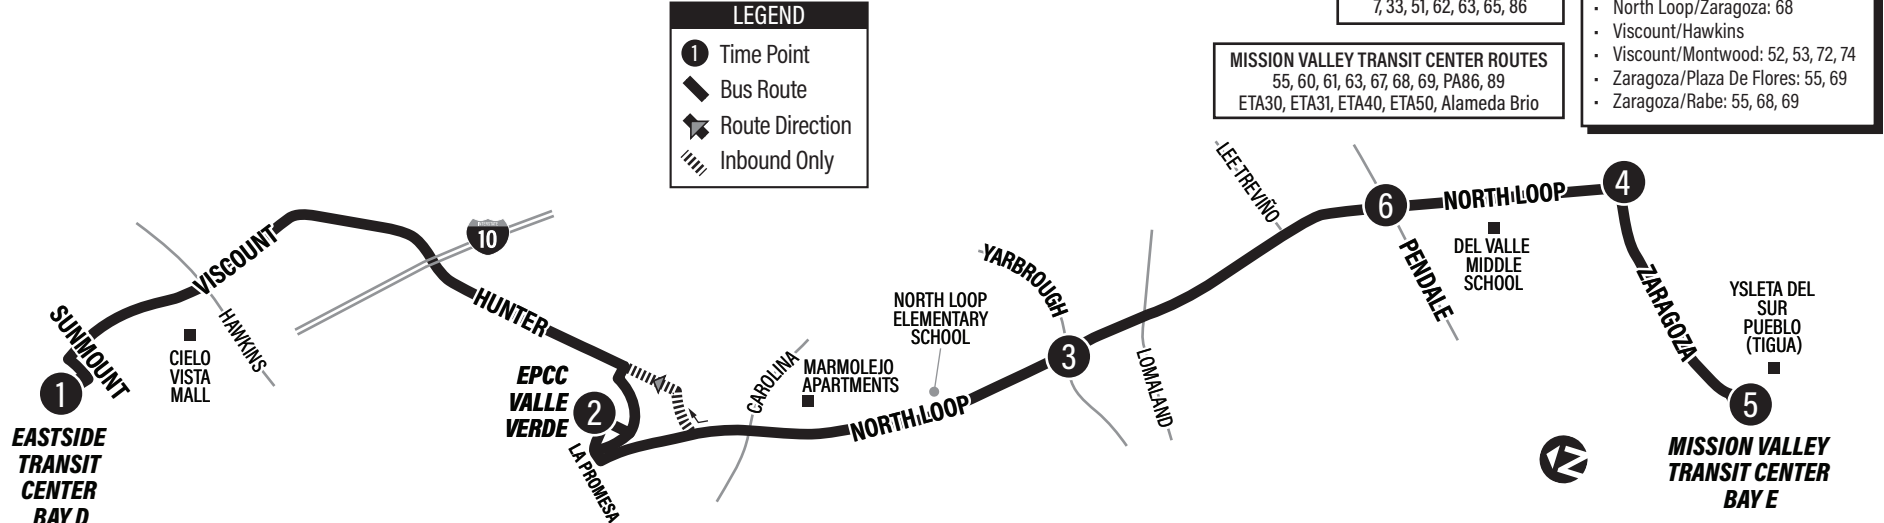 LEGEND
1 Time Point
Bus Route
Route Direction
Inbound Only
7, 33, 51, 62, 63, 65, 86
MISSION VALLEY TRANSIT CENTER ROUTES
55, 60, 61, 63, 67, 68, 69, PA86, 89
ETA30, ETA31, ETA40, ETA50, Alameda Brio
· North Loop/Zaragoza: 68
· Viscount/Hawkins
· Viscount/Montwood: 52, 53, 72, 74
· Zaragoza/Plaza De Flores: 55, 69
· Zaragoza/Rabe: 55, 68, 69
SUNMOUNT
1
EASTSIDE
TRANSIT
CENTER
BAY D
VISCOUNT
HAWKINS
CIELO
VISTA
MALL
10
HUNTER
EPCC
VALLE
VERDE
2
LA PROMESA
CAROLINA
MARMOLEJO
APARTMENTS
NORTH LOOP
ELEMENTARY
SCHOOL
NORTH LOOP
YARBROUGH
3
LOMALAND
LEE TREVIÑO
6
PENDALE
NORTH LOOP
DEL VALLE
MIDDLE
SCHOOL
4
ZARAGOZA
YSLETA DEL
SUR
PUEBLO
(TIGUA)
5
MISSION VALLEY
TRANSIT CENTER
BAY E
N